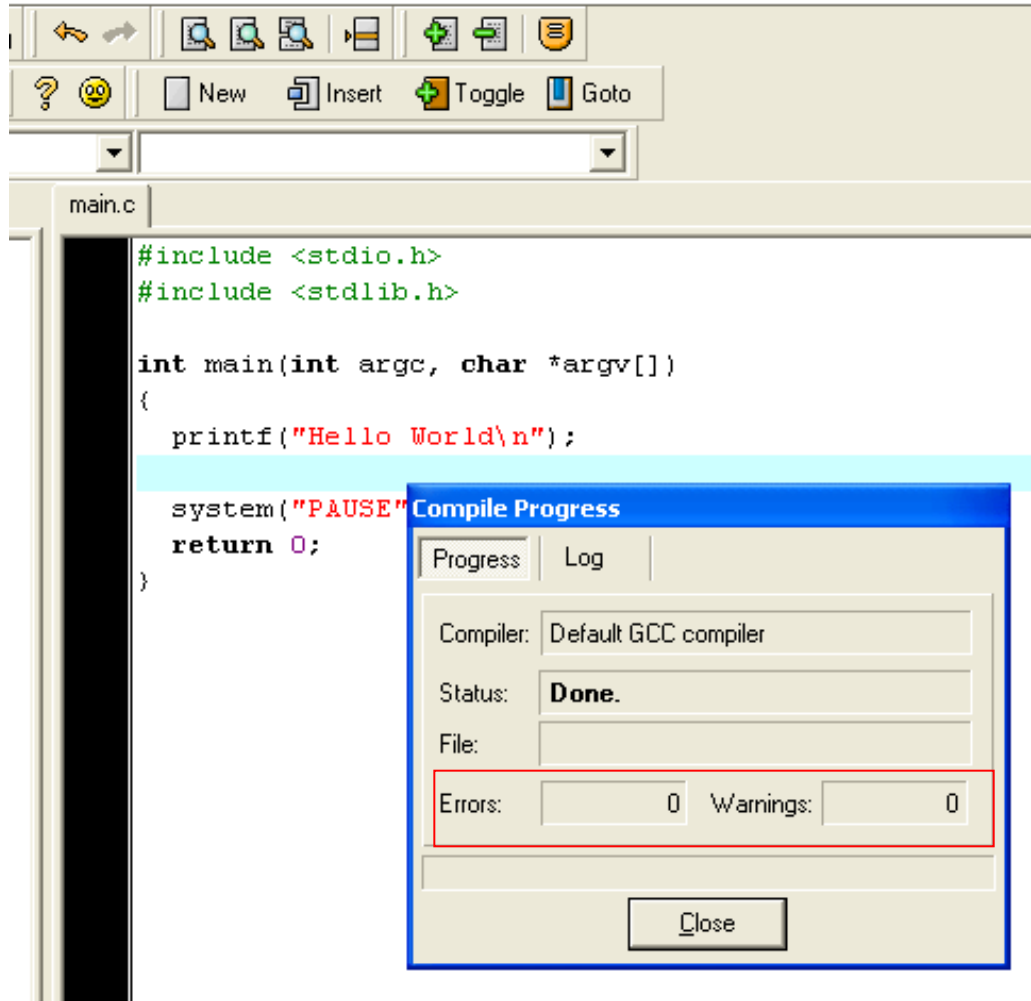 New Insert Toggle Goto
main.c
#include <stdio.h>
#include <stdlib.h>
int main(int argc, char *argv[])
{
printf("Hello World\n");
system("PAUSE"
return 0;
}
Compile Progress
Progress Log
Compiler: Default GCC compiler
Status: Done.
File:
Errors: 0 Warnings: 0
Close